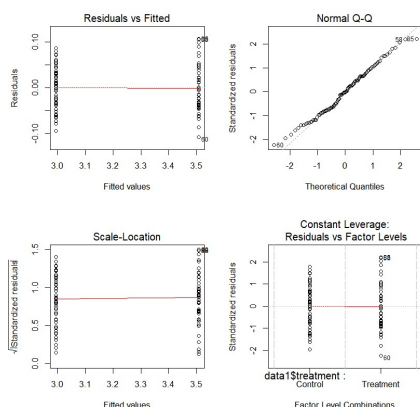 Residuals vs Fitted
Residuals
0.10
0.00
-0.10
60
3.0 3.1 3.2 3.3 3.4 3.5
Fitted values
Normal Q-Q
Standardized residuals
2
1
0
-1
-2
60
-2 -1 0 1 2
Theoretical Quantiles
Scale-Location
√|Standardized residuals
1.5
1.0
0.5
0.0
3.0 3.1 3.2 3.3 3.4 3.5
Fitted values
Constant Leverage:
Residuals vs Factor Levels
Standardized residuals
2
1
0
-1
-2
60
data1$treatment :
Control Treatment
Factor Level Combinations